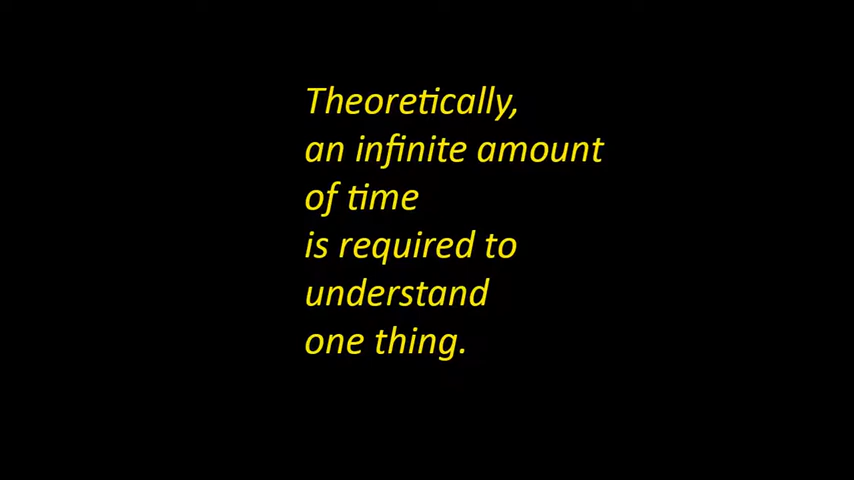 Theoretically,
an infinite amount
of time
is required to
understand
one thing.